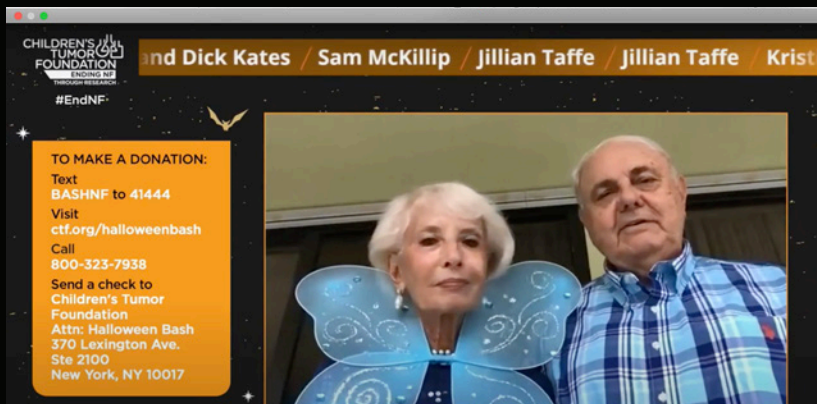 CHILDREN'S
TUMOR
FOUNDATION
ENDING NF
THROUGH RESEARCH
#EndNF
and Dick Kates / Sam McKillip / Jillian Taffe / Jillian Taffe / Krist
TO MAKE A DONATION:
Text
BASHNF to 41444
Visit
ctf.org/halloweenbash
Call
800-323-7938
Send a check to
Children's Tumor
Foundation
Attn: Halloween Bash
370 Lexington Ave.
Ste 2100
New York, NY 10017